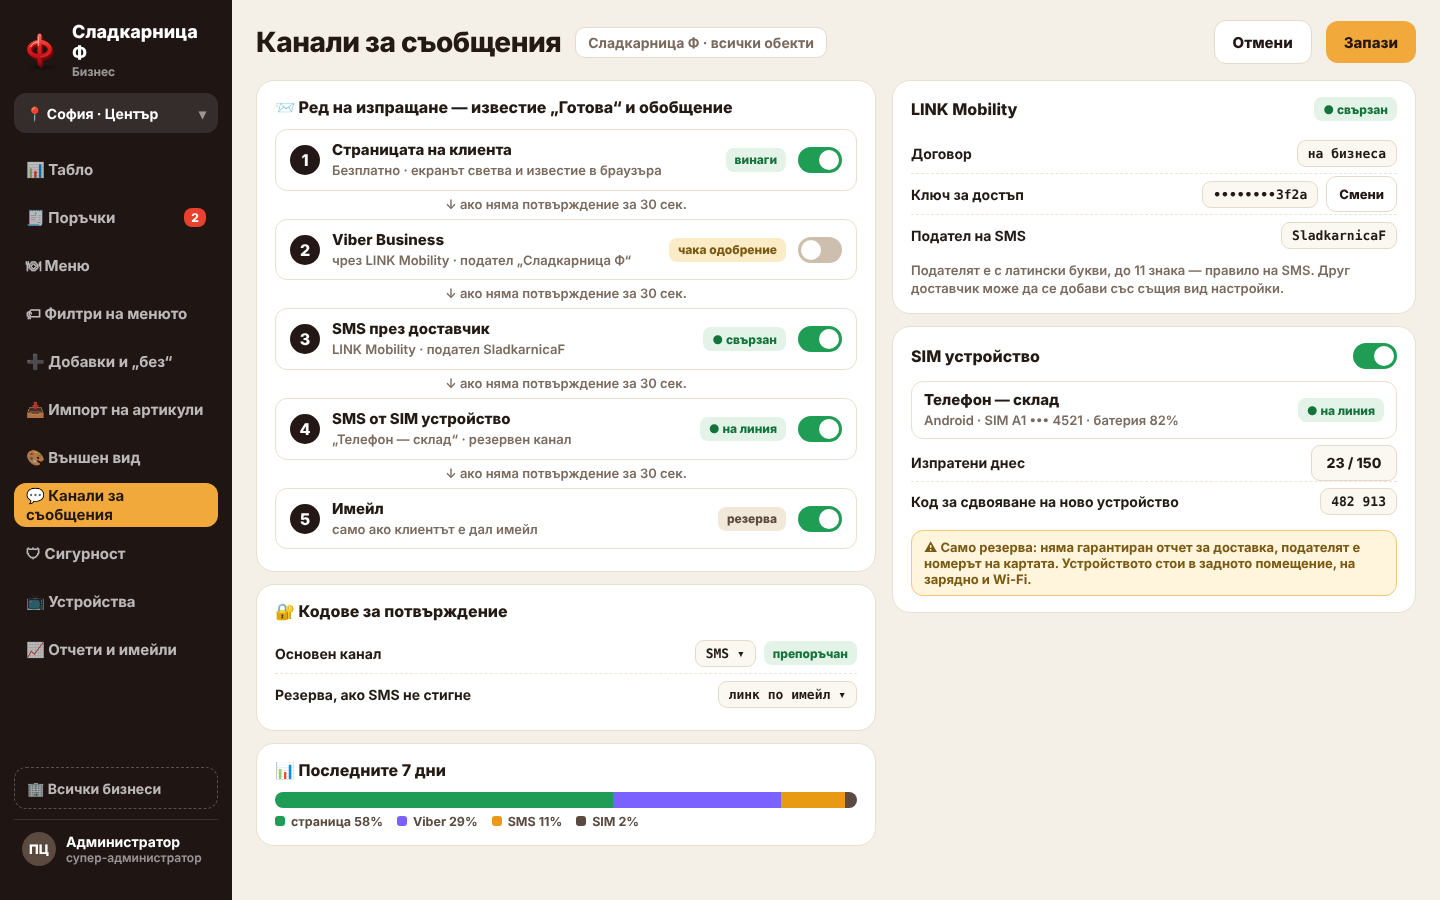 Сладкарница
Ф
Бизнес
София · Център
Табло
Поръчки 2
Меню
Филтри на менюто
Добавки и „без“
Импорт на артикули
Външен вид
Канали за
съобщения
Сигурност
Устройства
Отчети и имейли
Всички бизнеси
ПЦ
Администратор
супер-администратор
Канали за съобщения
Сладкарница Ф · всички обекти
Отмени
Запази
Ред на изпращане — известие „Готова“ и обобщение
1
Страницата на клиента
Безплатно · екранът светва и известие в браузъра
винаги
↓ ако няма потвърждение за 30 сек.
2
Viber Business
чрез LINK Mobility · подател „Сладкарница Ф“
чака одобрение
↓ ако няма потвърждение за 30 сек.
3
SMS през доставчик
LINK Mobility · подател SladkarnicaF
● свързан
↓ ако няма потвърждение за 30 сек.
4
SMS от SIM устройство
„Телефон — склад“ · резервен канал
● на линия
↓ ако няма потвърждение за 30 сек.
5
Имейл
само ако клиентът е дал имейл
резерва
Кодове за потвърждение
Основен канал SMS ▾ препоръчан
Резерва, ако SMS не стигне линк по имейл ▾
Последните 7 дни
страница 58% Viber 29% SMS 11% SIM 2%
LINK Mobility ● свързан
Договор на бизнеса
Ключ за достъп ••••••••3f2a Смени
Подател на SMS SladkarnicaF
Подателят е с латински букви, до 11 знака — правило на SMS. Друг
доставчик може да се добави със същия вид настройки.
SIM устройство
Телефон — склад
Android · SIM A1 ••• 4521 · батерия 82%
● на линия
Изпратени днес 23 / 150
Код за сдвояване на ново устройство 482 913
⚠ Само резерва: няма гарантиран отчет за доставка, подателят е
номерът на картата. Устройството стои в задното помещение, на
зарядно и Wi-Fi.